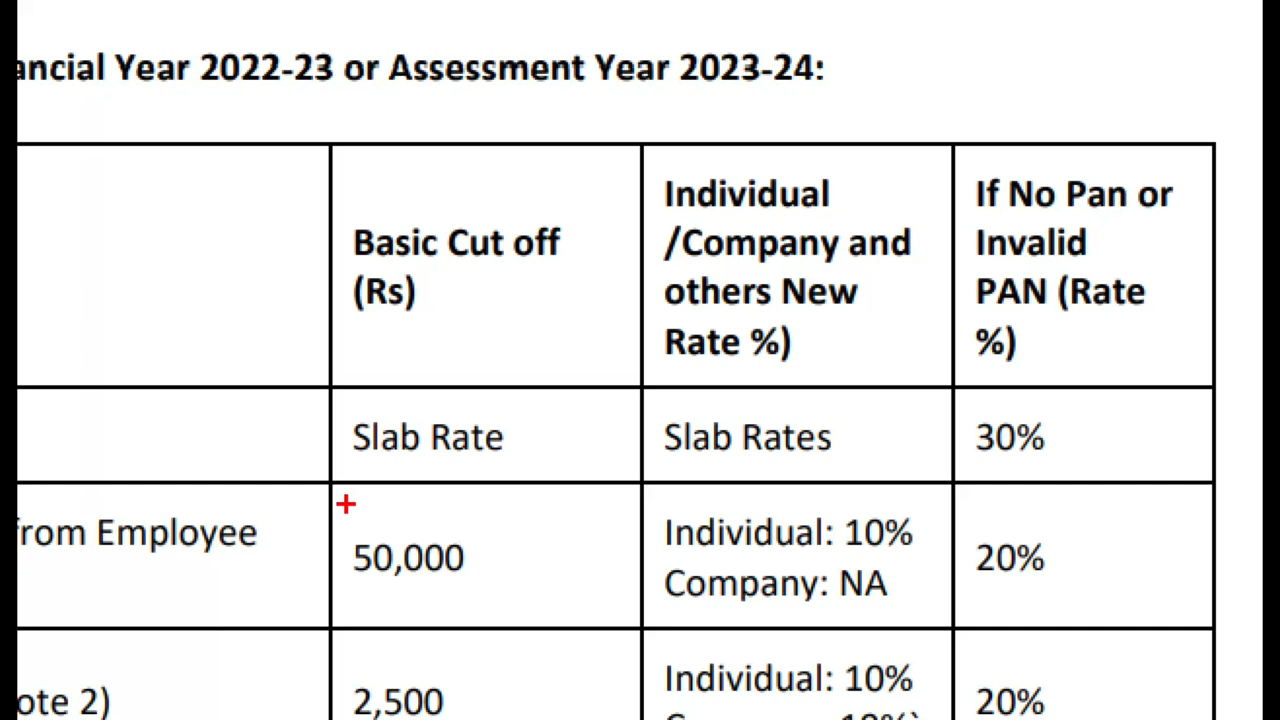 ancial Year 2022-23 or Assessment Year 2023-24:
Basic Cut off
(Rs)
Individual
/Company and
others New
Rate %)
If No Pan or
Invalid
PAN (Rate
%)
Slab Rate
Slab Rates
30%
from Employee
50,000
Individual: 10%
Company: NA
20%
ote 2)
2,500
Individual: 10%
20%